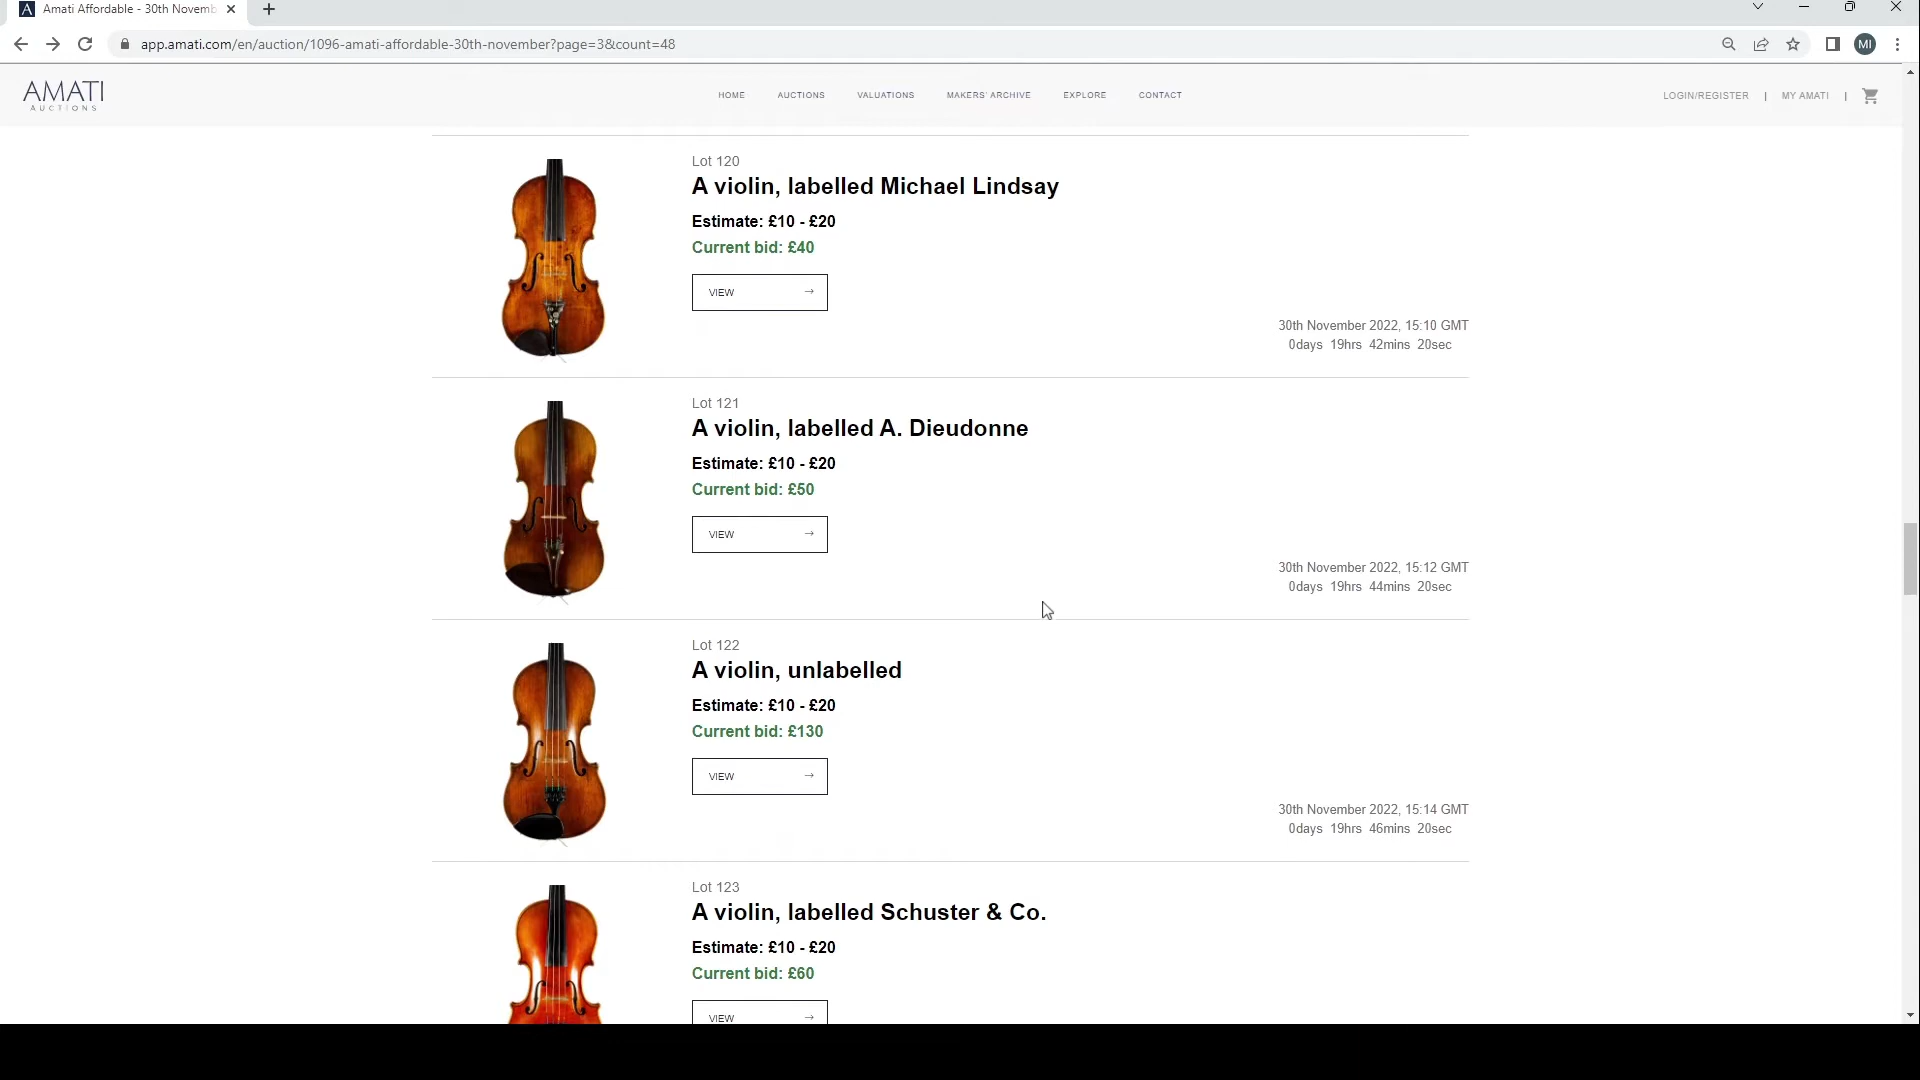 Amati Affordable - 30th Novemb
app.amati.com/en/auction/1096-amati-affordable-30th-november?page=3&count=48
MI
AMATI
AUCTIONS
HOME
AUCTIONS
VALUATIONS
MAKERS' ARCHIVE
EXPLORE
CONTACT
LOGIN/REGISTER | MY AMATI |
Lot 120
A violin, labelled Michael Lindsay
Estimate: £10 - £20
Current bid: £40
VIEW →
30th November 2022, 15:10 GMT
0days 19hrs 42mins 20sec
Lot 121
A violin, labelled A. Dieudonne
Estimate: £10 - £20
Current bid: £50
VIEW →
30th November 2022, 15:12 GMT
0days 19hrs 44mins 20sec
Lot 122
A violin, unlabelled
Estimate: £10 - £20
Current bid: £130
VIEW →
30th November 2022, 15:14 GMT
0days 19hrs 46mins 20sec
Lot 123
A violin, labelled Schuster & Co.
Estimate: £10 - £20
Current bid: £60
VIEW →